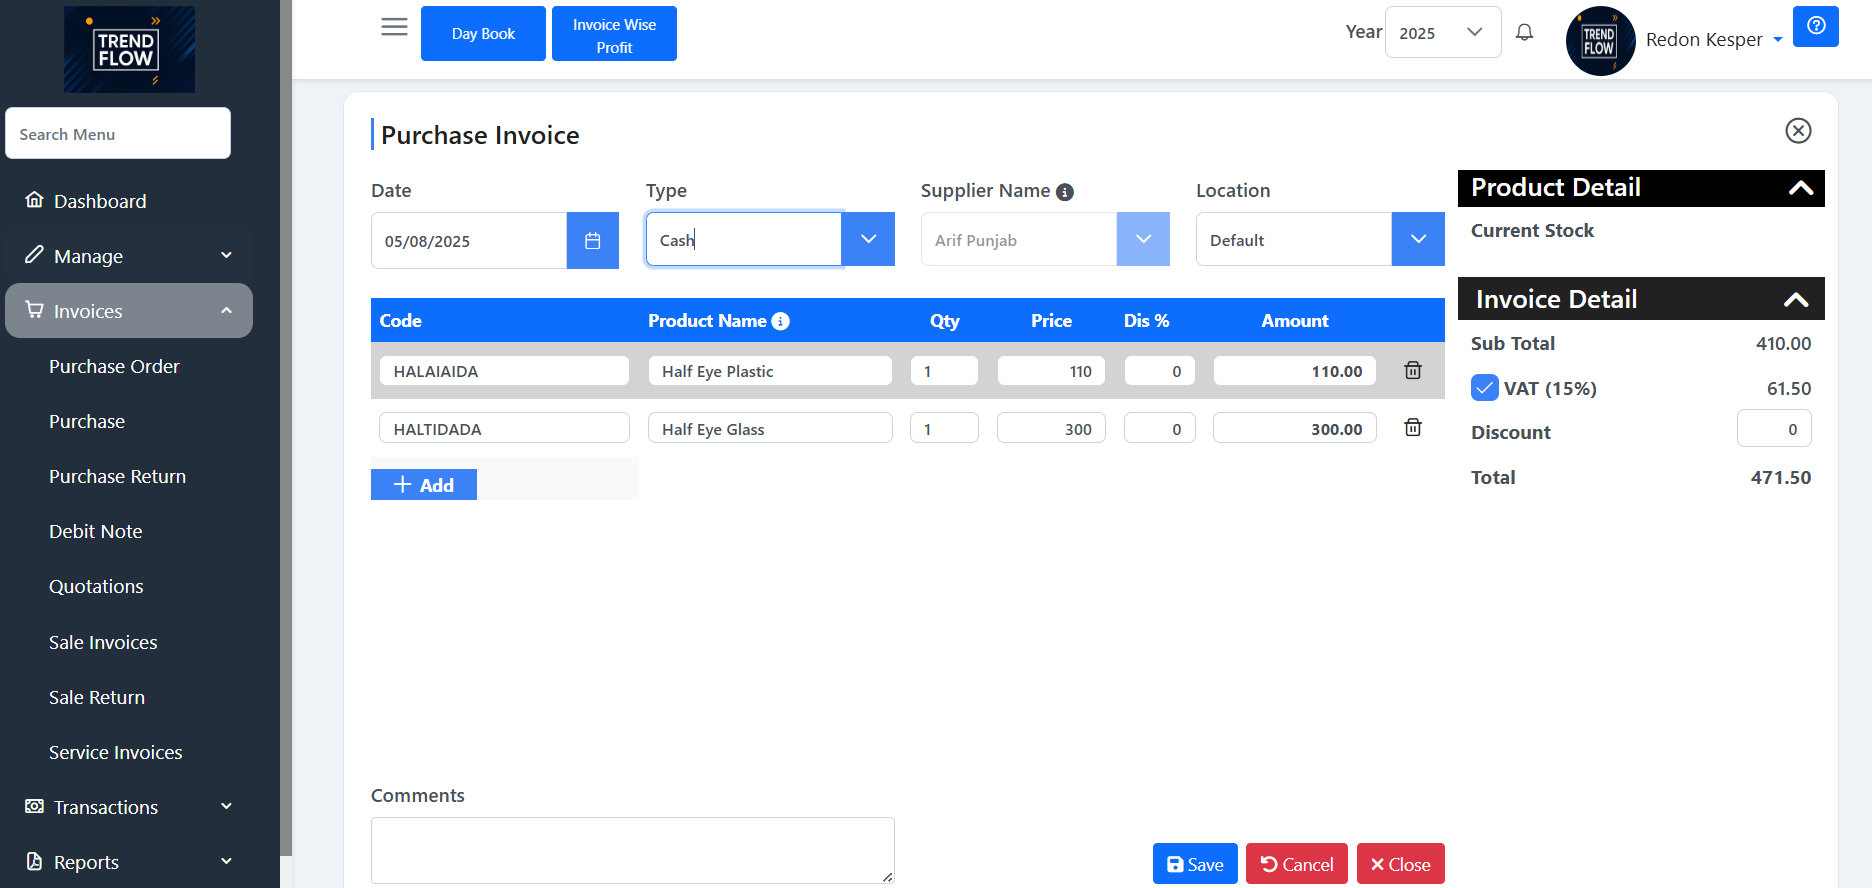 TREND
FLOW
Day Book
Invoice Wise
Profit
Year
2025
TREND
FLOW
Redon Kesper
Search Menu
Dashboard
Manage
Invoices
Purchase Order
Purchase
Purchase Return
Debit Note
Quotations
Sale Invoices
Sale Return
Service Invoices
Transactions
Reports
Purchase Invoice
Date
Type
Supplier Name
Location
05/08/2025
Cash
Arif Punjab
Default
Code Product Name Qty Price Dis % Amount
HALAIAIDA Half Eye Plastic 1 110 0 110.00
HALTIDADA Half Eye Glass 1 300 0 300.00
Add
Product Detail
Current Stock
Invoice Detail
Sub Total 410.00
VAT (15%) 61.50
Discount 0
Total 471.50
Comments
Save
Cancel
Close